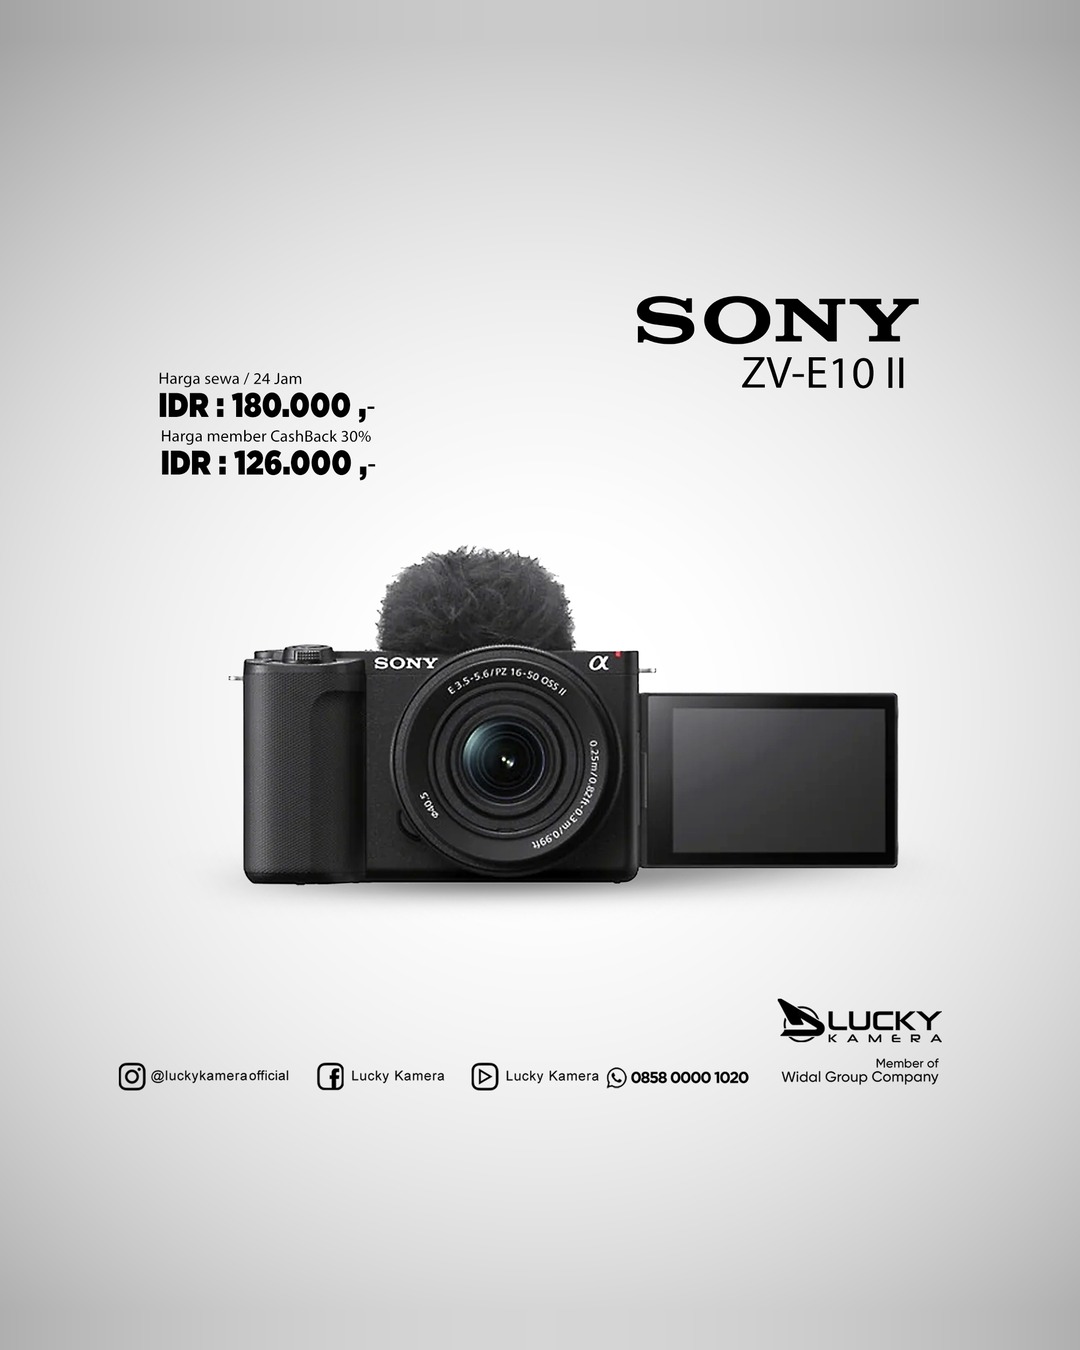 SONY
ZV-E10 II
Harga sewa / 24 Jam
IDR : 180.000 ,-
Harga member CashBack 30%
IDR : 126.000 ,-
SONY
α
E 3.5-5.6/PZ 16-50 OSS II
0.25m/0.82ft-0.3m/0.99ft
φ40.5
LUCKY
KAMERA
Member of
Widal Group Company
@luckykameraofficial
Lucky Kamera
Lucky Kamera
0858 0000 1020